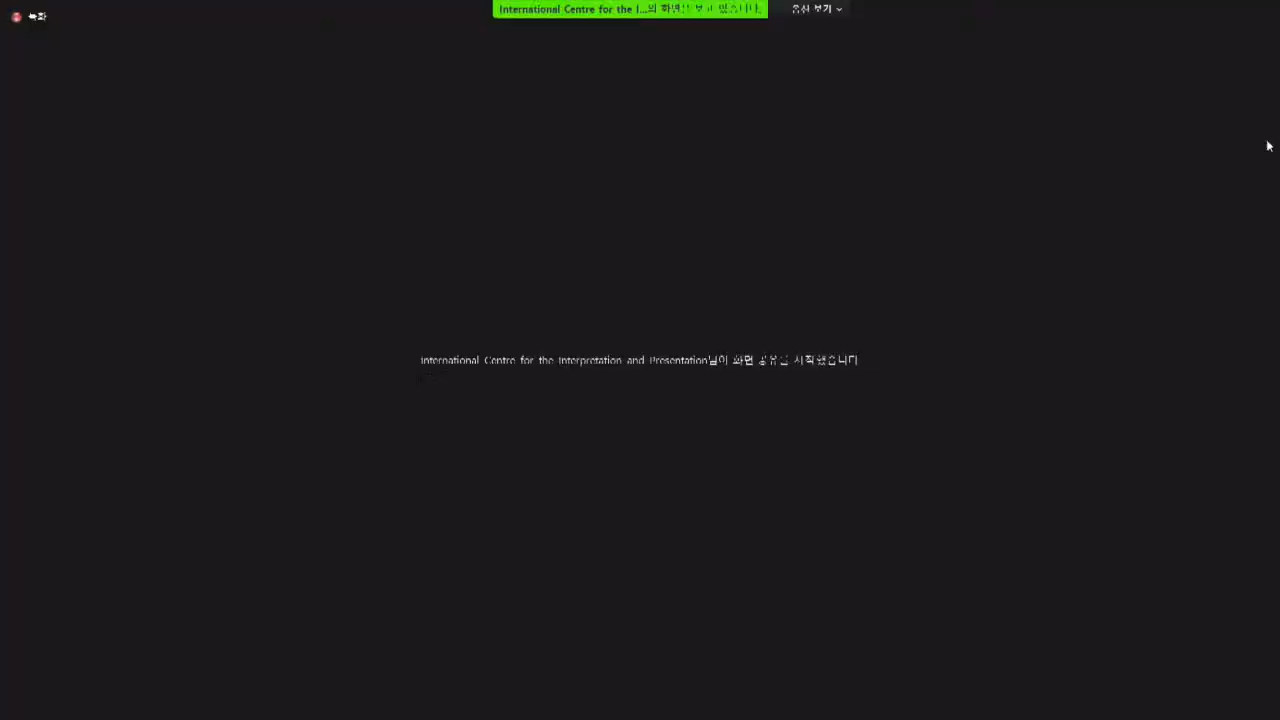 녹화
International Centre for the I...의 화면을 보고 있습니다.
옵션 보기
International Centre for the Interpretation and Presentation님이 화면 공유를 시작했습니다